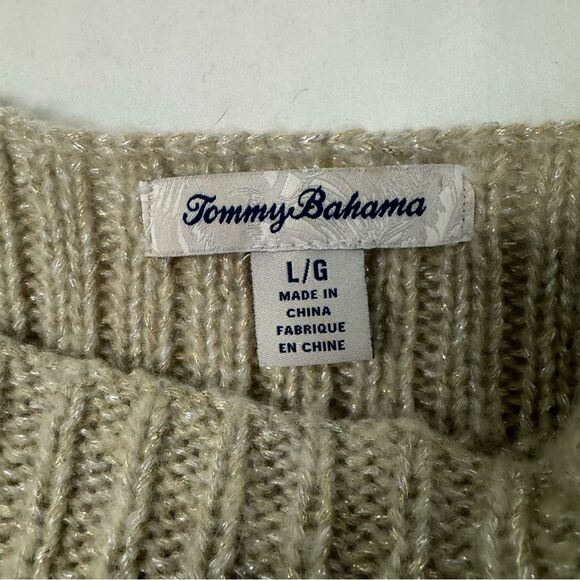 Tommy Bahama
L/G
MADE IN
CHINA
FABRIQUE
EN CHINE